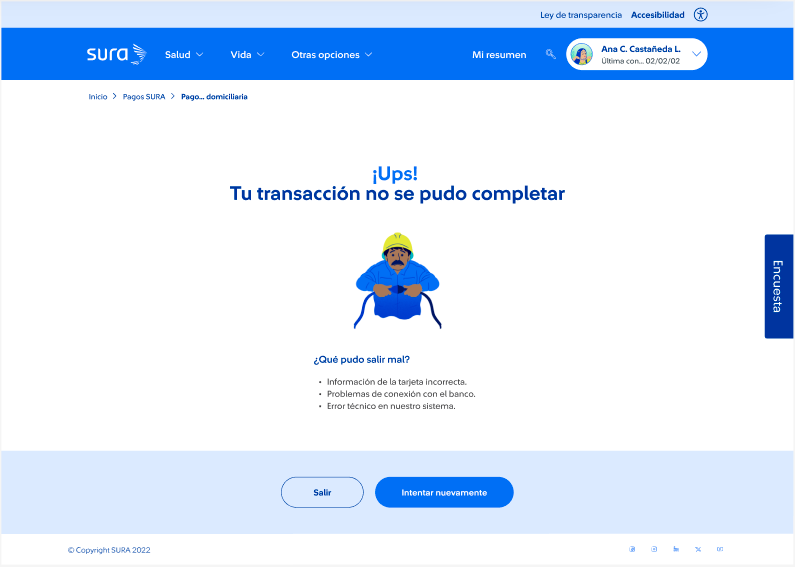 Ley de transparencia Accesibilidad
sura Salud Vida Otras opciones Mi resumen
Ana C. Castañeda L.
Última con... 02/02/02
Inicio > Pagos SURA > Pago... domiciliaria
¡Ups!
Tu transacción no se pudo completar
Encuesta
¿Qué pudo salir mal?
• Información de la tarjeta incorrecta.
• Problemas de conexión con el banco.
• Error técnico en nuestro sistema.
Salir Intentar nuevamente
© Copyright SURA 2022